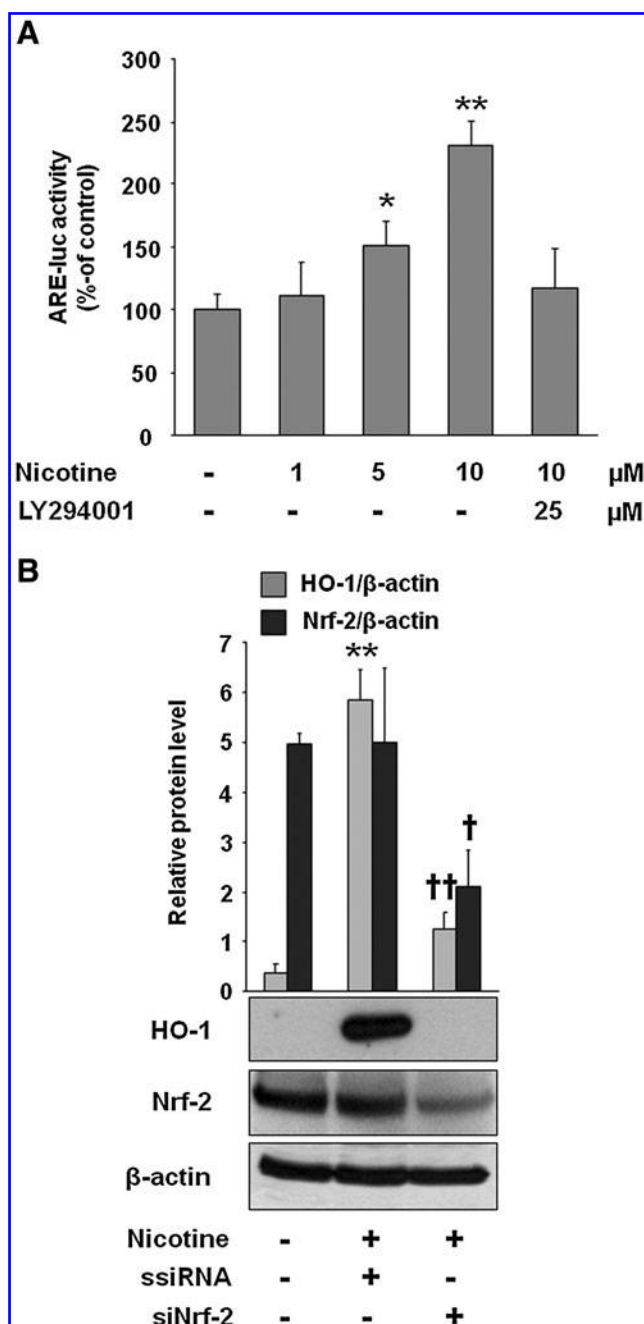 A
300
**
250
ARE-luc activity
(%-of control)
200
*
150
100
50
0
Nicotine - 1 5 10 10 µM
LY294001 - - - - 25 µM
B
HO-1/β-actin
Nrf-2/β-actin
7
**
6
Relative protein level
5
4
†
3
††
2
1
0
HO-1
Nrf-2
β-actin
Nicotine - + +
ssiRNA - + -
siNrf-2 - - +